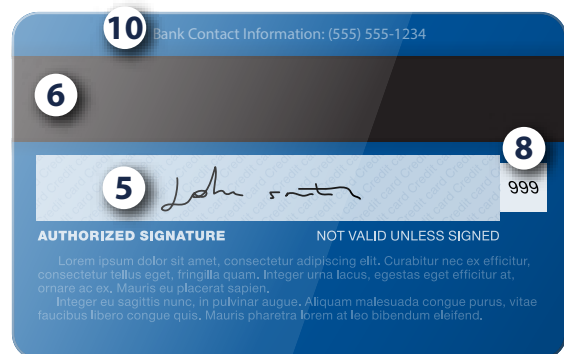 10 Bank Contact Information: (555) 555-1234
6
8
5 John Smith 999
AUTHORIZED SIGNATURE NOT VALID UNLESS SIGNED
Lorem ipsum dolor sit amet, consectetur adipiscing elit. Curabitur nec ex efficitur,
consectetur tellus eget, fringilla quam. Integer urna lacus, egestas eget efficitur at,
ornare ac ex. Mauris eu placerat sapien.
Integer eu sagittis nunc, in pulvinar augue. Aliquam malesuada congue purus, vitae
faucibus libero congue quis. Mauris pharetra lorem at leo bibendum eleifend.